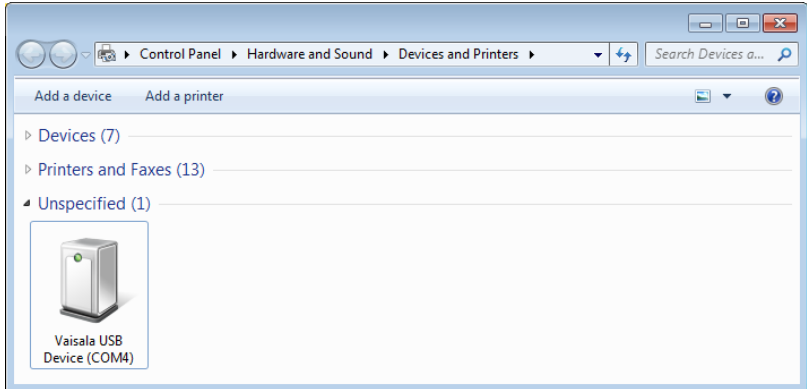 Control Panel Hardware and Sound Devices and Printers Search Devices a...
Add a device Add a printer
Devices (7)
Printers and Faxes (13)
Unspecified (1)
Vaisala USB
Device (COM4)